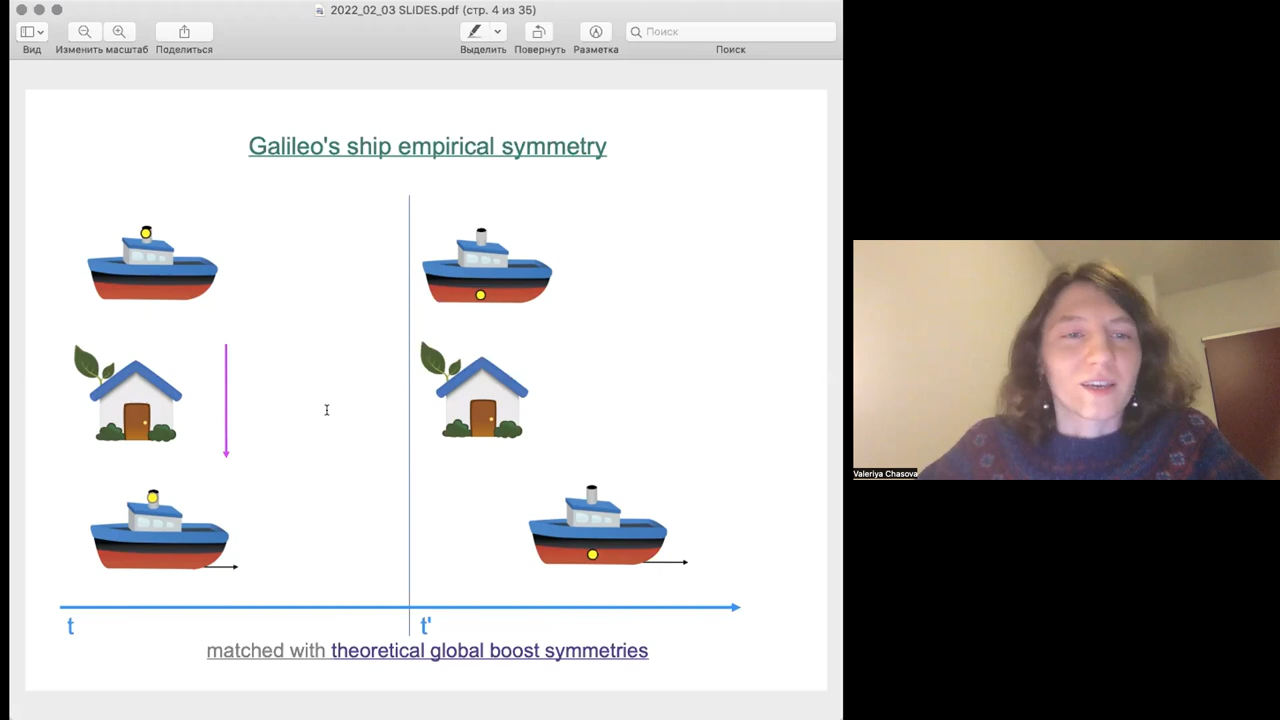 2022_02_03 SLIDES.pdf (стр. 4 из 35)
Вид
Изменить масштаб
Поделиться
Выделить
Повернуть
Разметка
Поиск
Поиск
Galileo's ship empirical symmetry
t
t'
matched with theoretical global boost symmetries
Valeriya Chasova